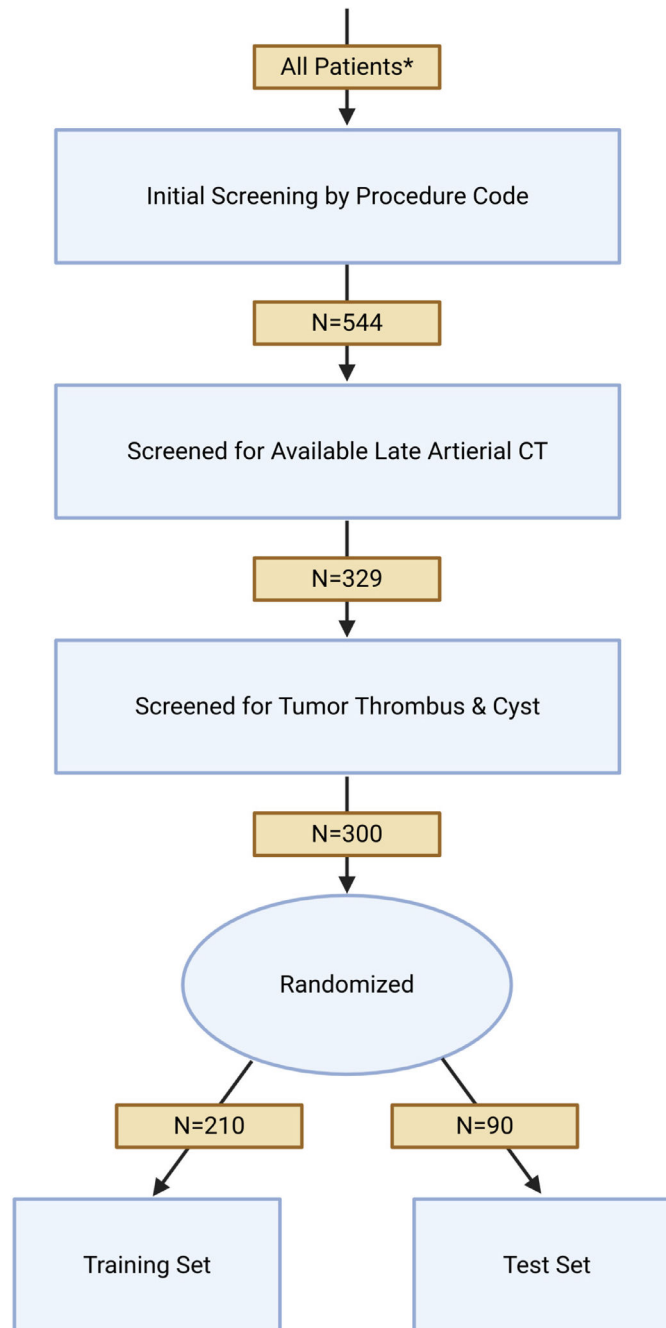 All Patients*
Initial Screening by Procedure Code
N=544
Screened for Available Late Artierial CT
N=329
Screened for Tumor Thrombus & Cyst
N=300
Randomized
N=210
N=90
Training Set
Test Set